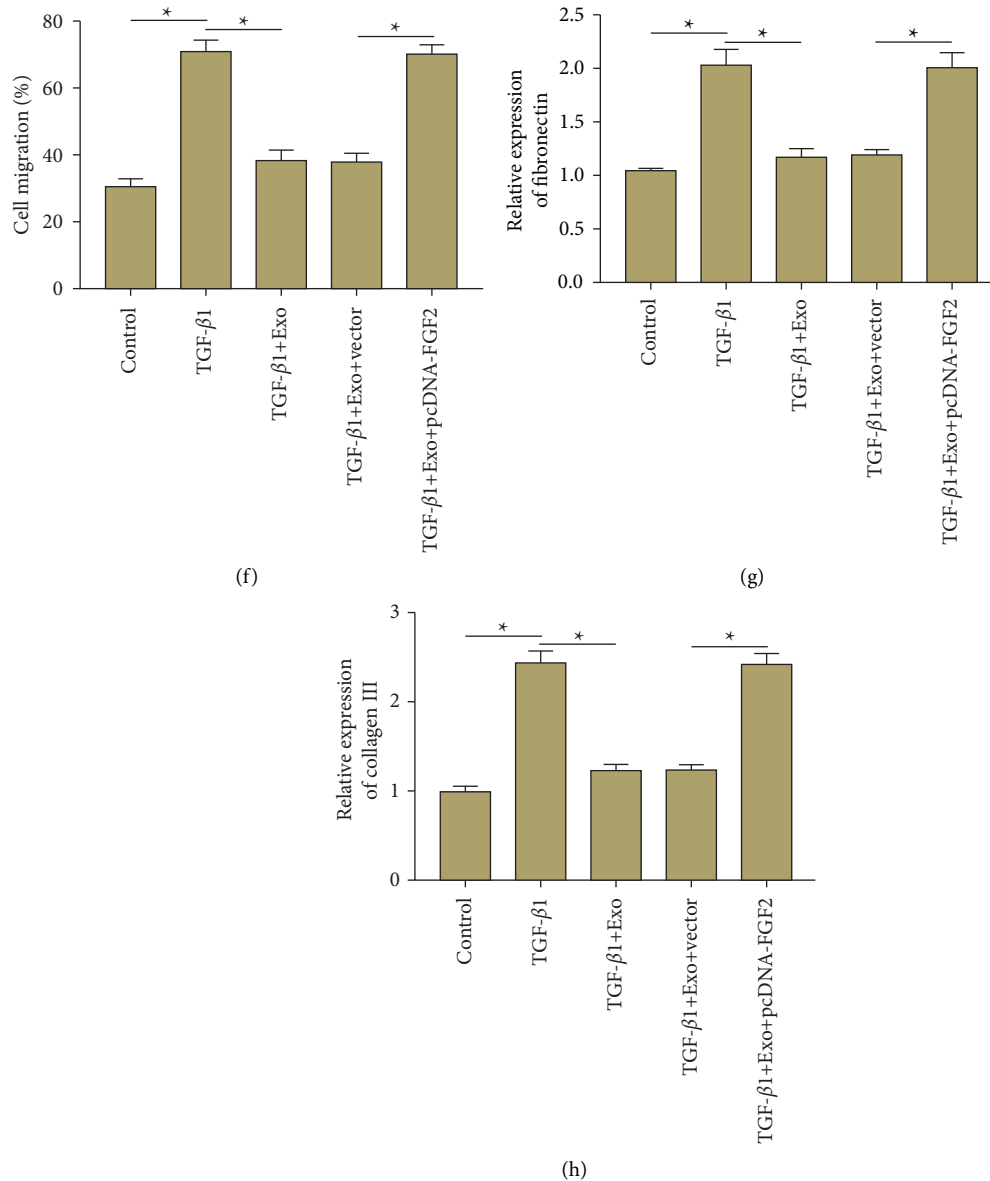 80
60
40
20
0
Cell migration (%)
*
*
*
Control
TGF-β1
TGF-β1+Exo
TGF-β1+Exo+vector
TGF-β1+Exo+pcDNA-FGF2
(f)
2.5
2.0
1.5
1.0
0.5
0.0
Relative expression
of fibronectin
*
*
*
Control
TGF-β1
TGF-β1+Exo
TGF-β1+Exo+vector
TGF-β1+Exo+pcDNA-FGF2
(g)
3
2
1
0
Relative expression
of collagen III
*
*
*
Control
TGF-β1
TGF-β1+Exo
TGF-β1+Exo+vector
TGF-β1+Exo+pcDNA-FGF2
(h)